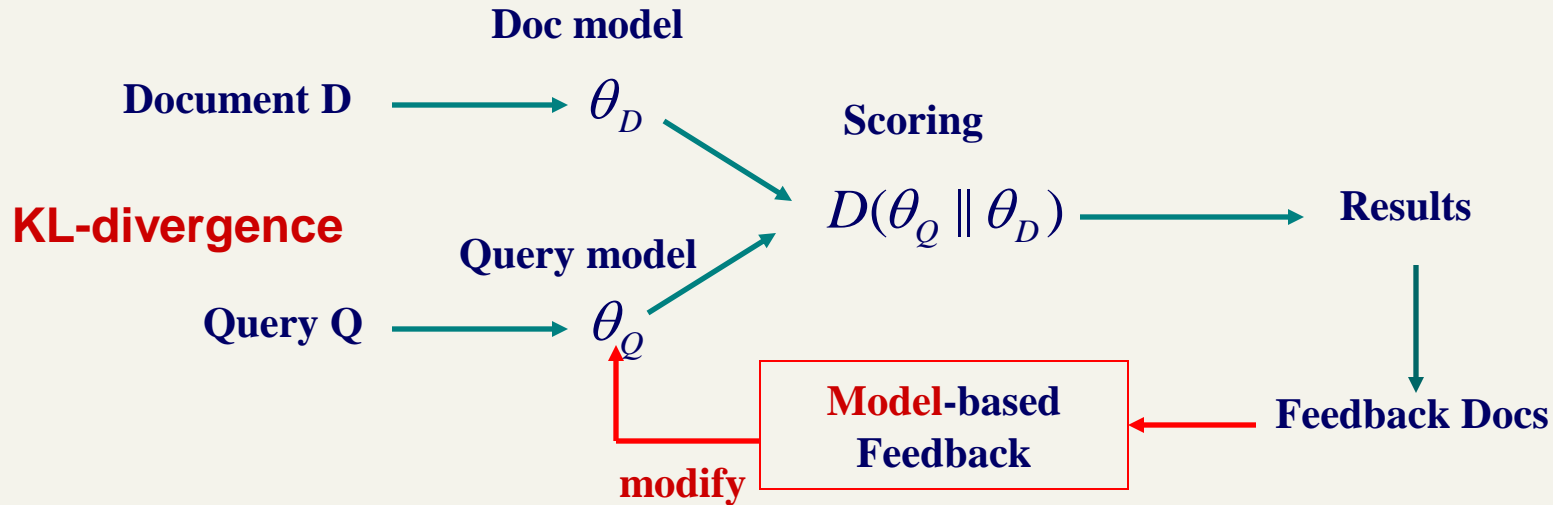 Doc model
Document D
θ_D
Scoring
KL-divergence
D(θ_Q || θ_D)
Results
Query model
Query Q
θ_Q
Model-based
Feedback
Feedback Docs
modify